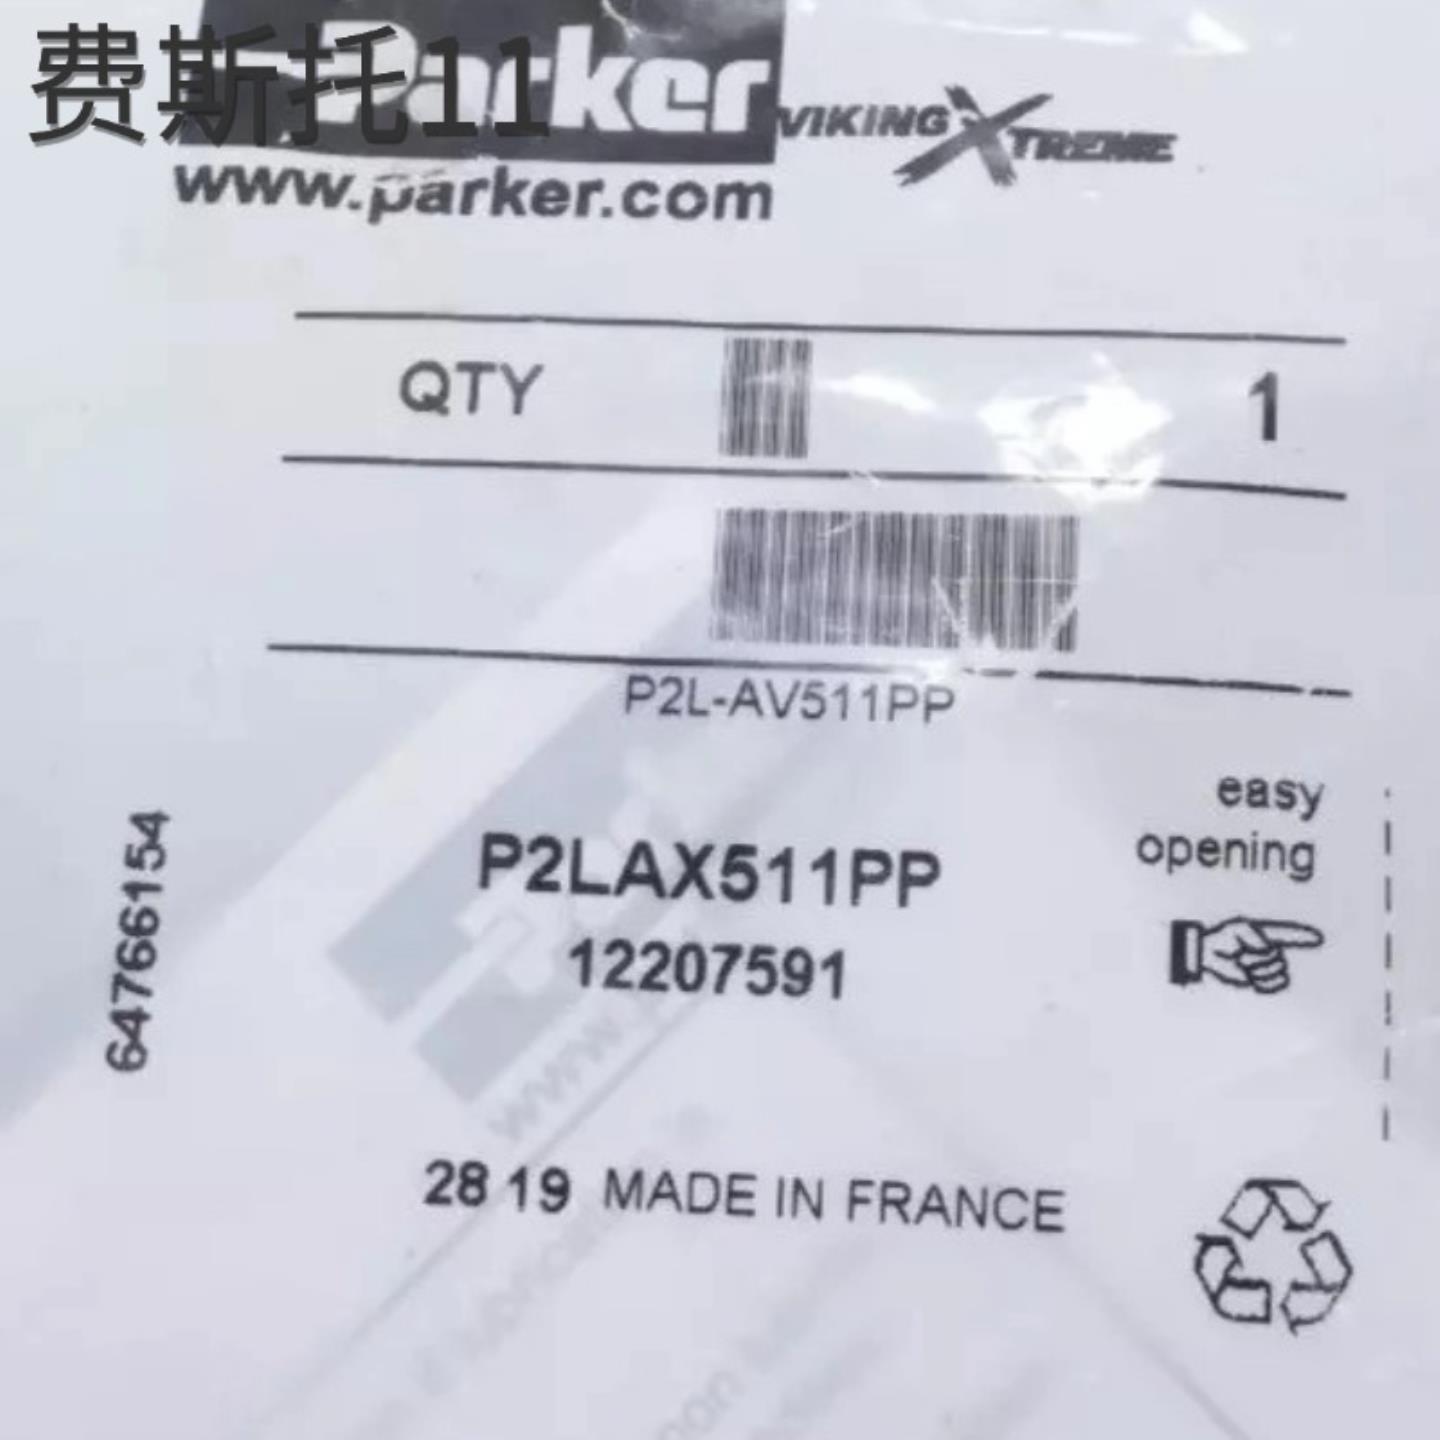 费斯托11
Parker
VIKING XTREME
www.parker.com
QTY 1
P2L-AV511PP
easy
opening
P2LAX511PP
12207591
64766154
28 19 MADE IN FRANCE